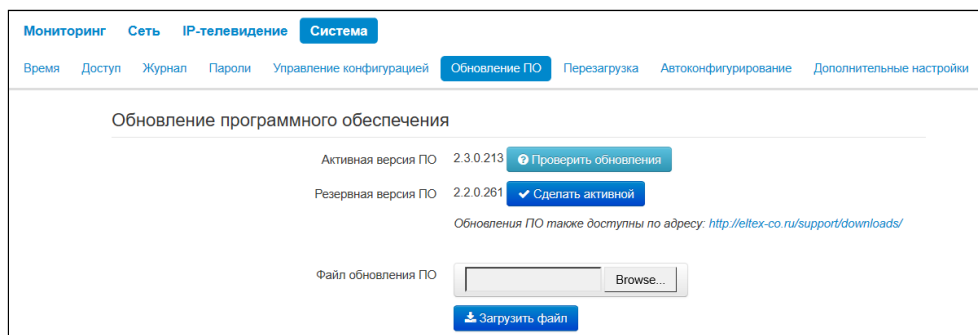 Мониторинг Сеть IP-телевидение Система
Время Доступ Журнал Пароли Управление конфигурацией Обновление ПО Перезагрузка Автоконфигурирование Дополнительные настройки
Обновление программного обеспечения
Активная версия ПО 2.3.0.213 Проверить обновления
Резервная версия ПО 2.2.0.261 Сделать активной
Обновления ПО также доступны по адресу: http://eltex-co.ru/support/downloads/
Файл обновления ПО Browse...
Загрузить файл